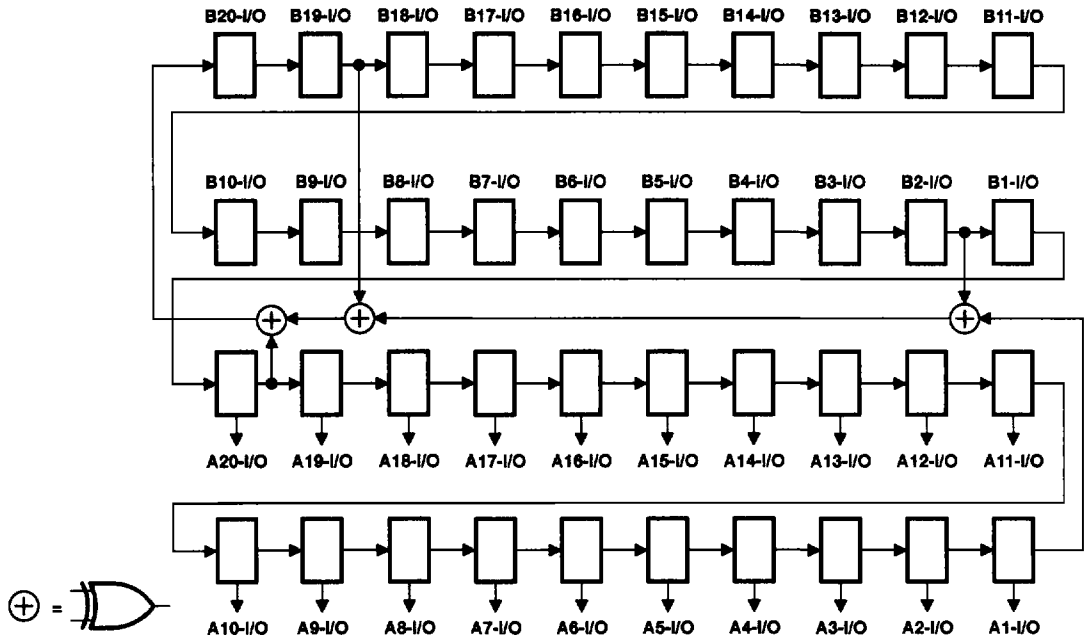 B20-I/O B19-I/O B18-I/O B17-I/O B16-I/O B15-I/O B14-I/O B13-I/O B12-I/O B11-I/O
B10-I/O B9-I/O B8-I/O B7-I/O B6-I/O B5-I/O B4-I/O B3-I/O B2-I/O B1-I/O
A20-I/O A19-I/O A18-I/O A17-I/O A16-I/O A15-I/O A14-I/O A13-I/O A12-I/O A11-I/O
=
A10-I/O A9-I/O A8-I/O A7-I/O A6-I/O A5-I/O A4-I/O A3-I/O A2-I/O A1-I/O